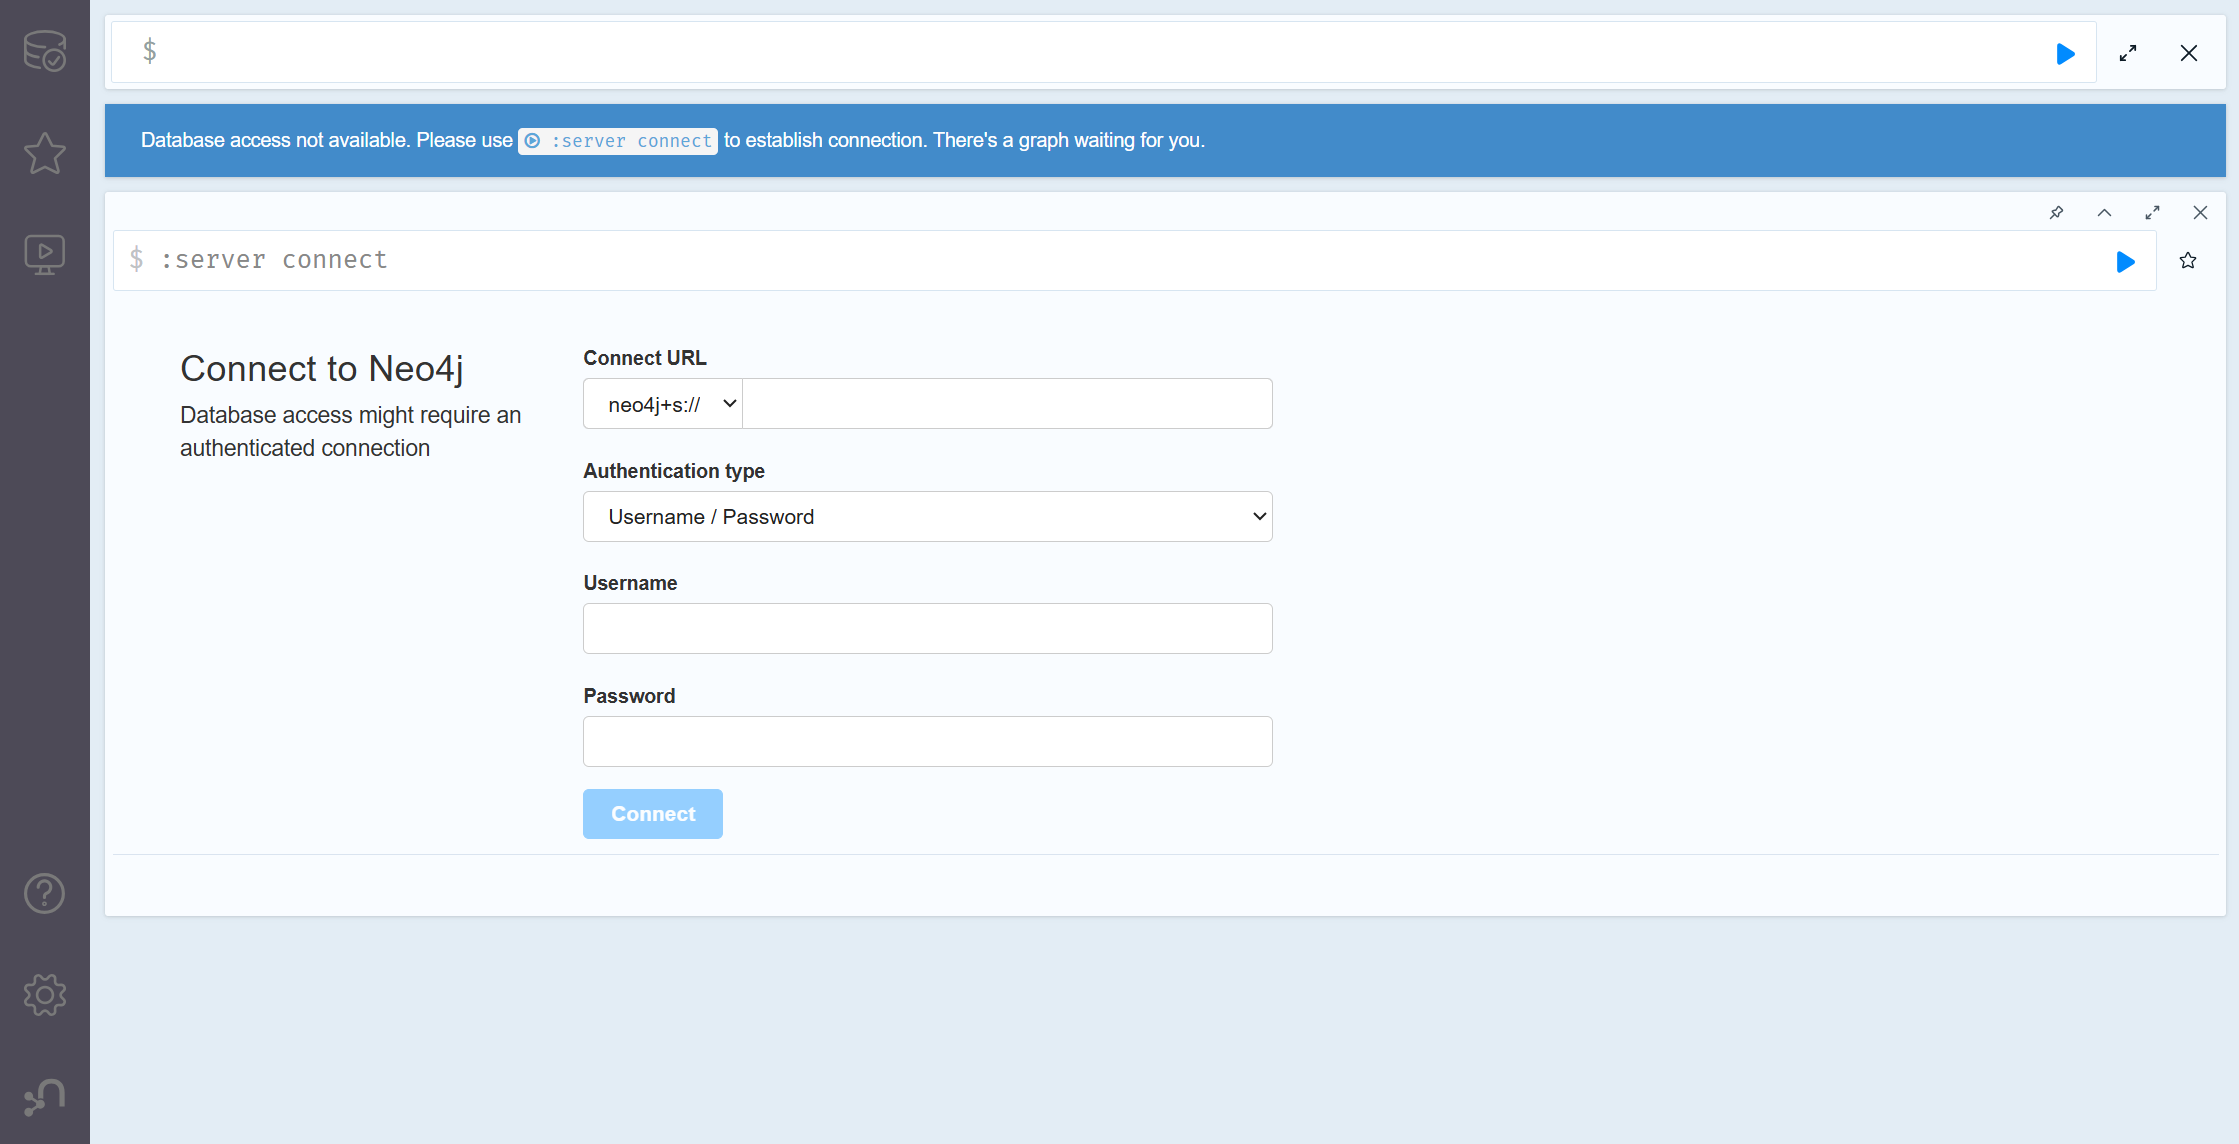 $
Database access not available. Please use :server connect to establish connection. There's a graph waiting for you.
$ :server connect
Connect to Neo4j
Database access might require an
authenticated connection
Connect URL
neo4j+s://
Authentication type
Username / Password
Username
Password
Connect